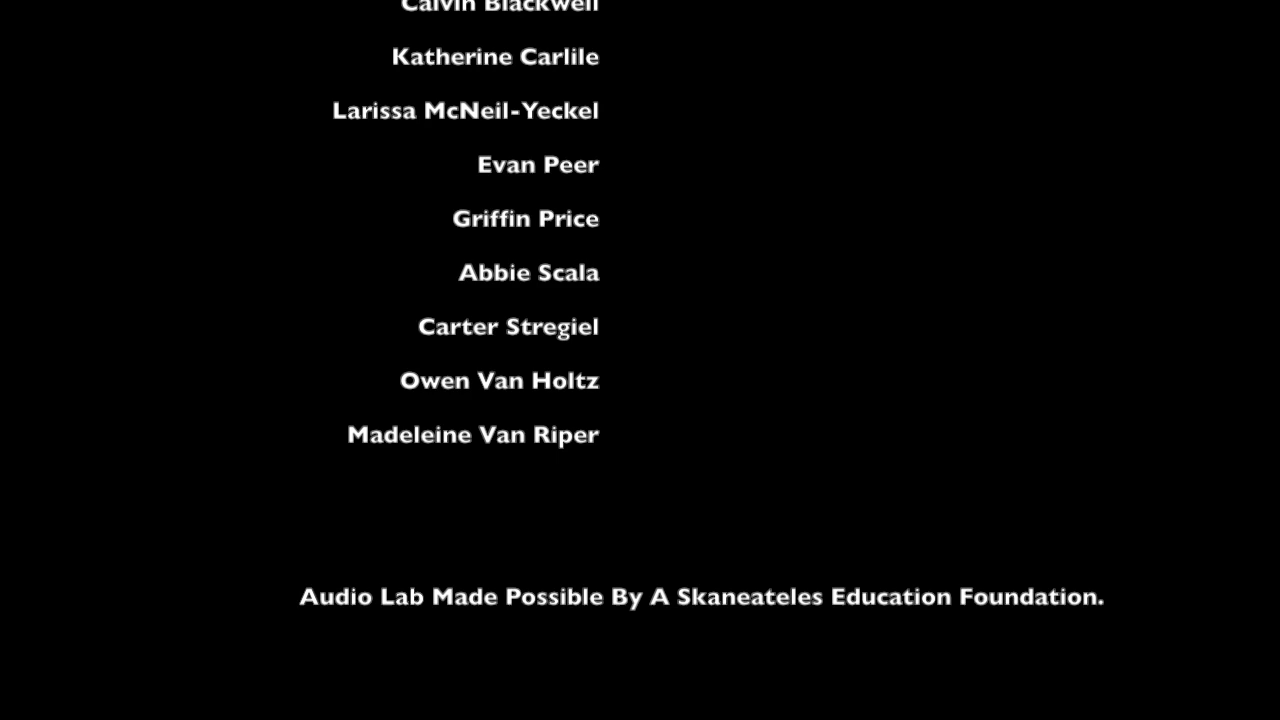 Calvin Blackwell
Katherine Carlile
Larissa McNeil-Yeckel
Evan Peer
Griffin Price
Abbie Scala
Carter Stregiel
Owen Van Holtz
Madeleine Van Riper
Audio Lab Made Possible By A Skaneateles Education Foundation.